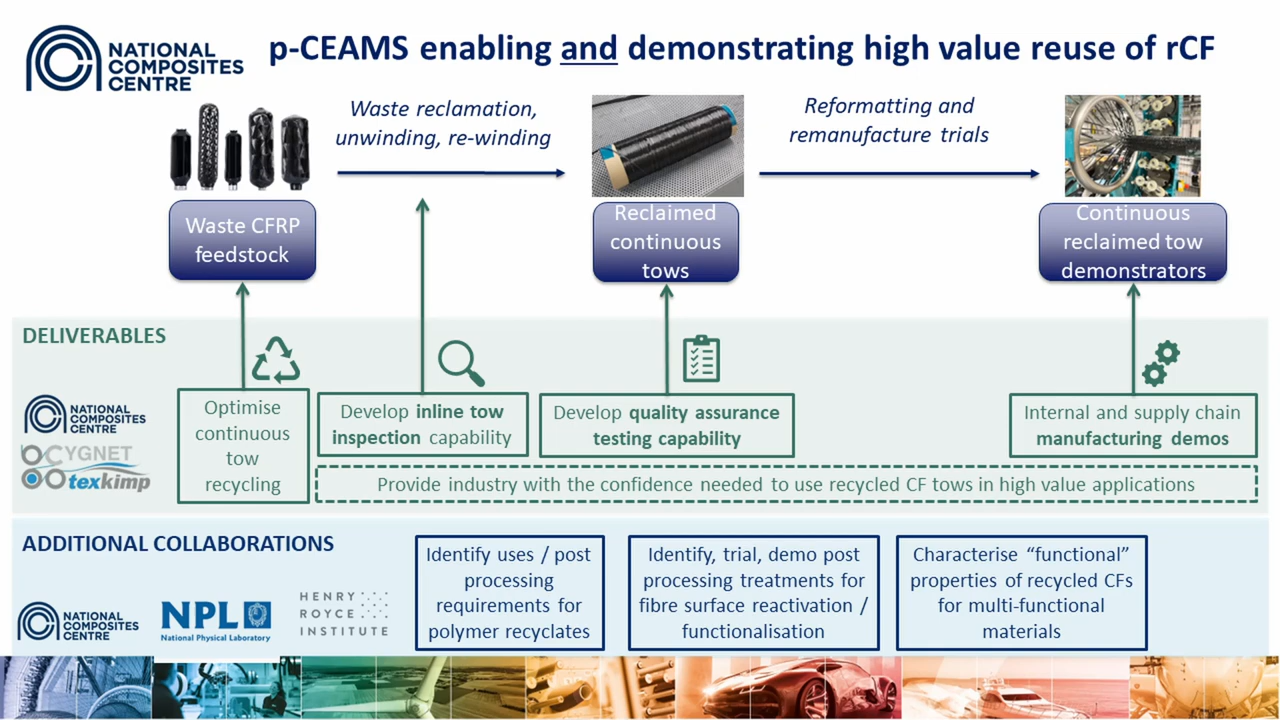 NATIONAL
COMPOSITES
CENTRE
p-CEAMS enabling and demonstrating high value reuse of rCF
Waste reclamation,
unwinding, re-winding
Reformatting and
remanufacture trials
Waste CFRP
feedstock
Reclaimed
continuous
tows
Continuous
reclaimed tow
demonstrators
DELIVERABLES
NATIONAL
COMPOSITES
CENTRE
CYGNET
texkimp
Optimise
continuous
tow
recycling
Develop inline tow
inspection capability
Develop quality assurance
testing capability
Internal and supply chain
manufacturing demos
Provide industry with the confidence needed to use recycled CF tows in high value applications
ADDITIONAL COLLABORATIONS
NATIONAL
COMPOSITES
CENTRE
NPL
National Physical Laboratory
HENRY
ROYCE
INSTITUTE
Identify uses / post
processing
requirements for
polymer recyclates
Identify, trial, demo post
processing treatments for
fibre surface reactivation /
functionalisation
Characterise “functional”
properties of recycled CFs
for multi-functional
materials